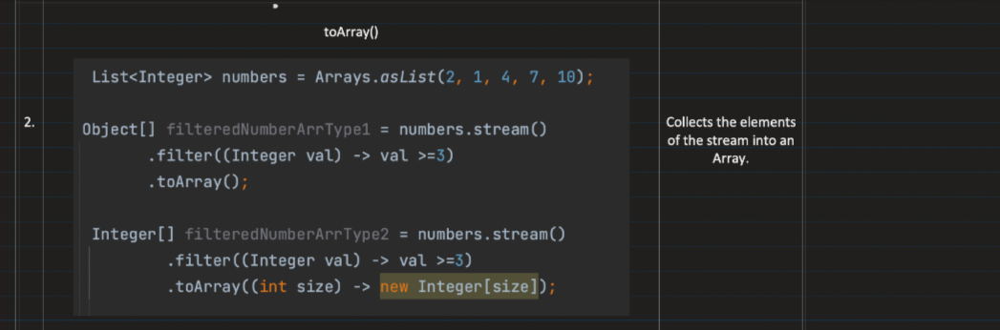 toArray()
2.
List<Integer> numbers = Arrays.asList(2, 1, 4, 7, 10);
Object[] filteredNumberArrType1 = numbers.stream()
.filter((Integer val) -> val >=3)
.toArray();
Integer[] filteredNumberArrType2 = numbers.stream()
.filter((Integer val) -> val >=3)
.toArray((int size) -> new Integer[size]);
Collects the elements
of the stream into an
Array.